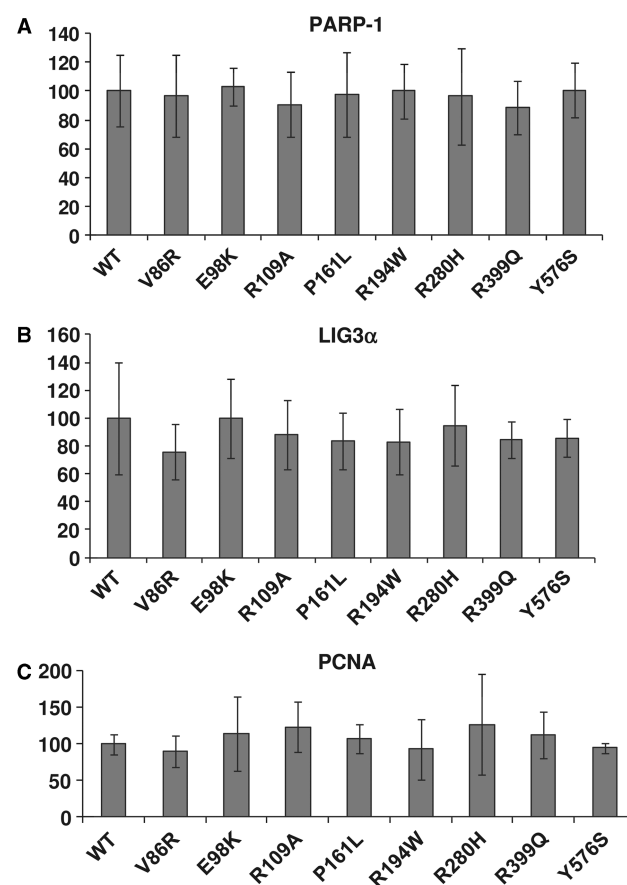 A
PARP-1
140
120
100
80
60
40
20
0
WT V86R E98K R109A P161L R194W R280H R399Q Y576S
B
LIG3α
160
140
120
100
80
60
40
20
0
WT V86R E98K R109A P161L R194W R280H R399Q Y576S
C
PCNA
200
150
100
50
0
WT V86R E98K R109A P161L R194W R280H R399Q Y576S